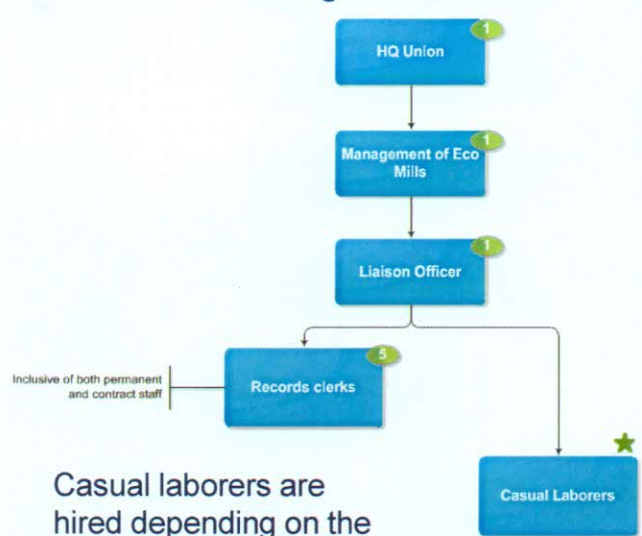 1
HQ Union
1
Management of Eco
Mills
1
Liaison Officer
5
Records clerks
Inclusive of both permanent
and contract staff
Casual Laborers
Casual laborers are
hired depending on the